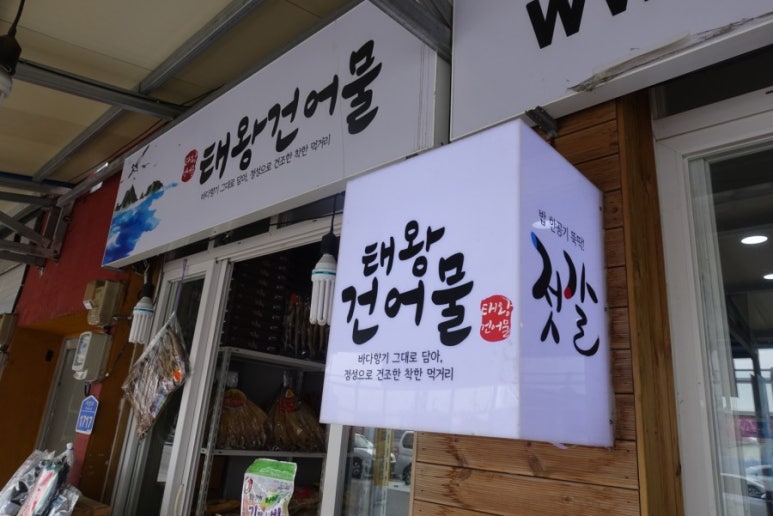 태왕건어물
바다향기 그대로 담아, 정성으로 건조한 착한 먹거리
태왕
건어물
태왕
건어물
바다향기 그대로 담아,
정성으로 건조한 착한 먹거리
밥 한공기 뚝딱!
젓갈
1717